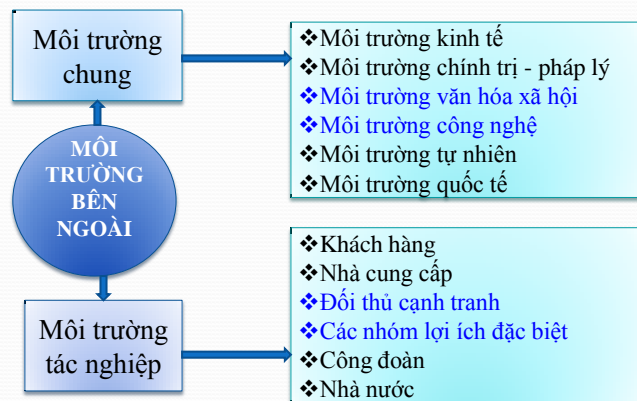 Môi trường
chung
❖Môi trường kinh tế
❖Môi trường chính trị - pháp lý
❖Môi trường văn hóa xã hội
❖Môi trường công nghệ
❖Môi trường tự nhiên
❖Môi trường quốc tế
MÔI
TRƯỜNG
BÊN
NGOÀI
Môi trường
tác nghiệp
❖Khách hàng
❖Nhà cung cấp
❖Đối thủ cạnh tranh
❖Các nhóm lợi ích đặc biệt
❖Công đoàn
❖Nhà nước